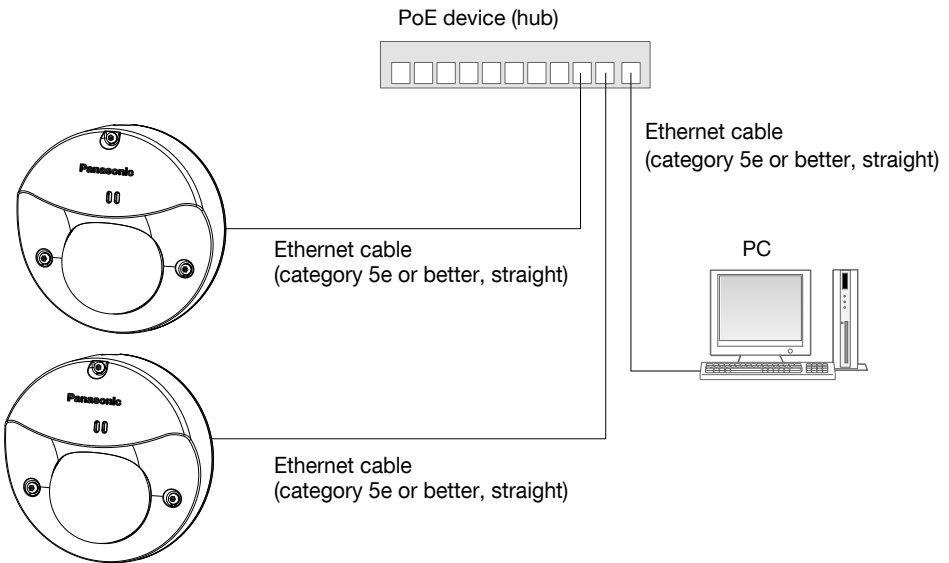 PoE device (hub)
Ethernet cable
(category 5e or better, straight)
Panasonic
Ethernet cable
(category 5e or better, straight)
PC
Panasonic
Ethernet cable
(category 5e or better, straight)